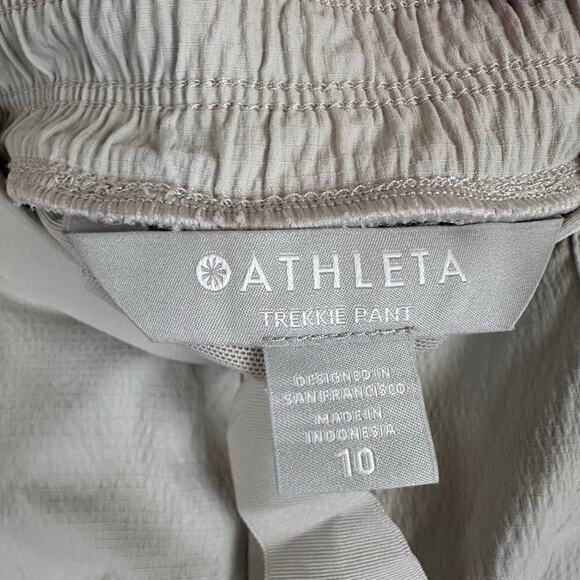 ATHLETA
TREKKIE PANT
DESIGNED IN
SAN FRANCISCO
MADE IN
INDONESIA
10